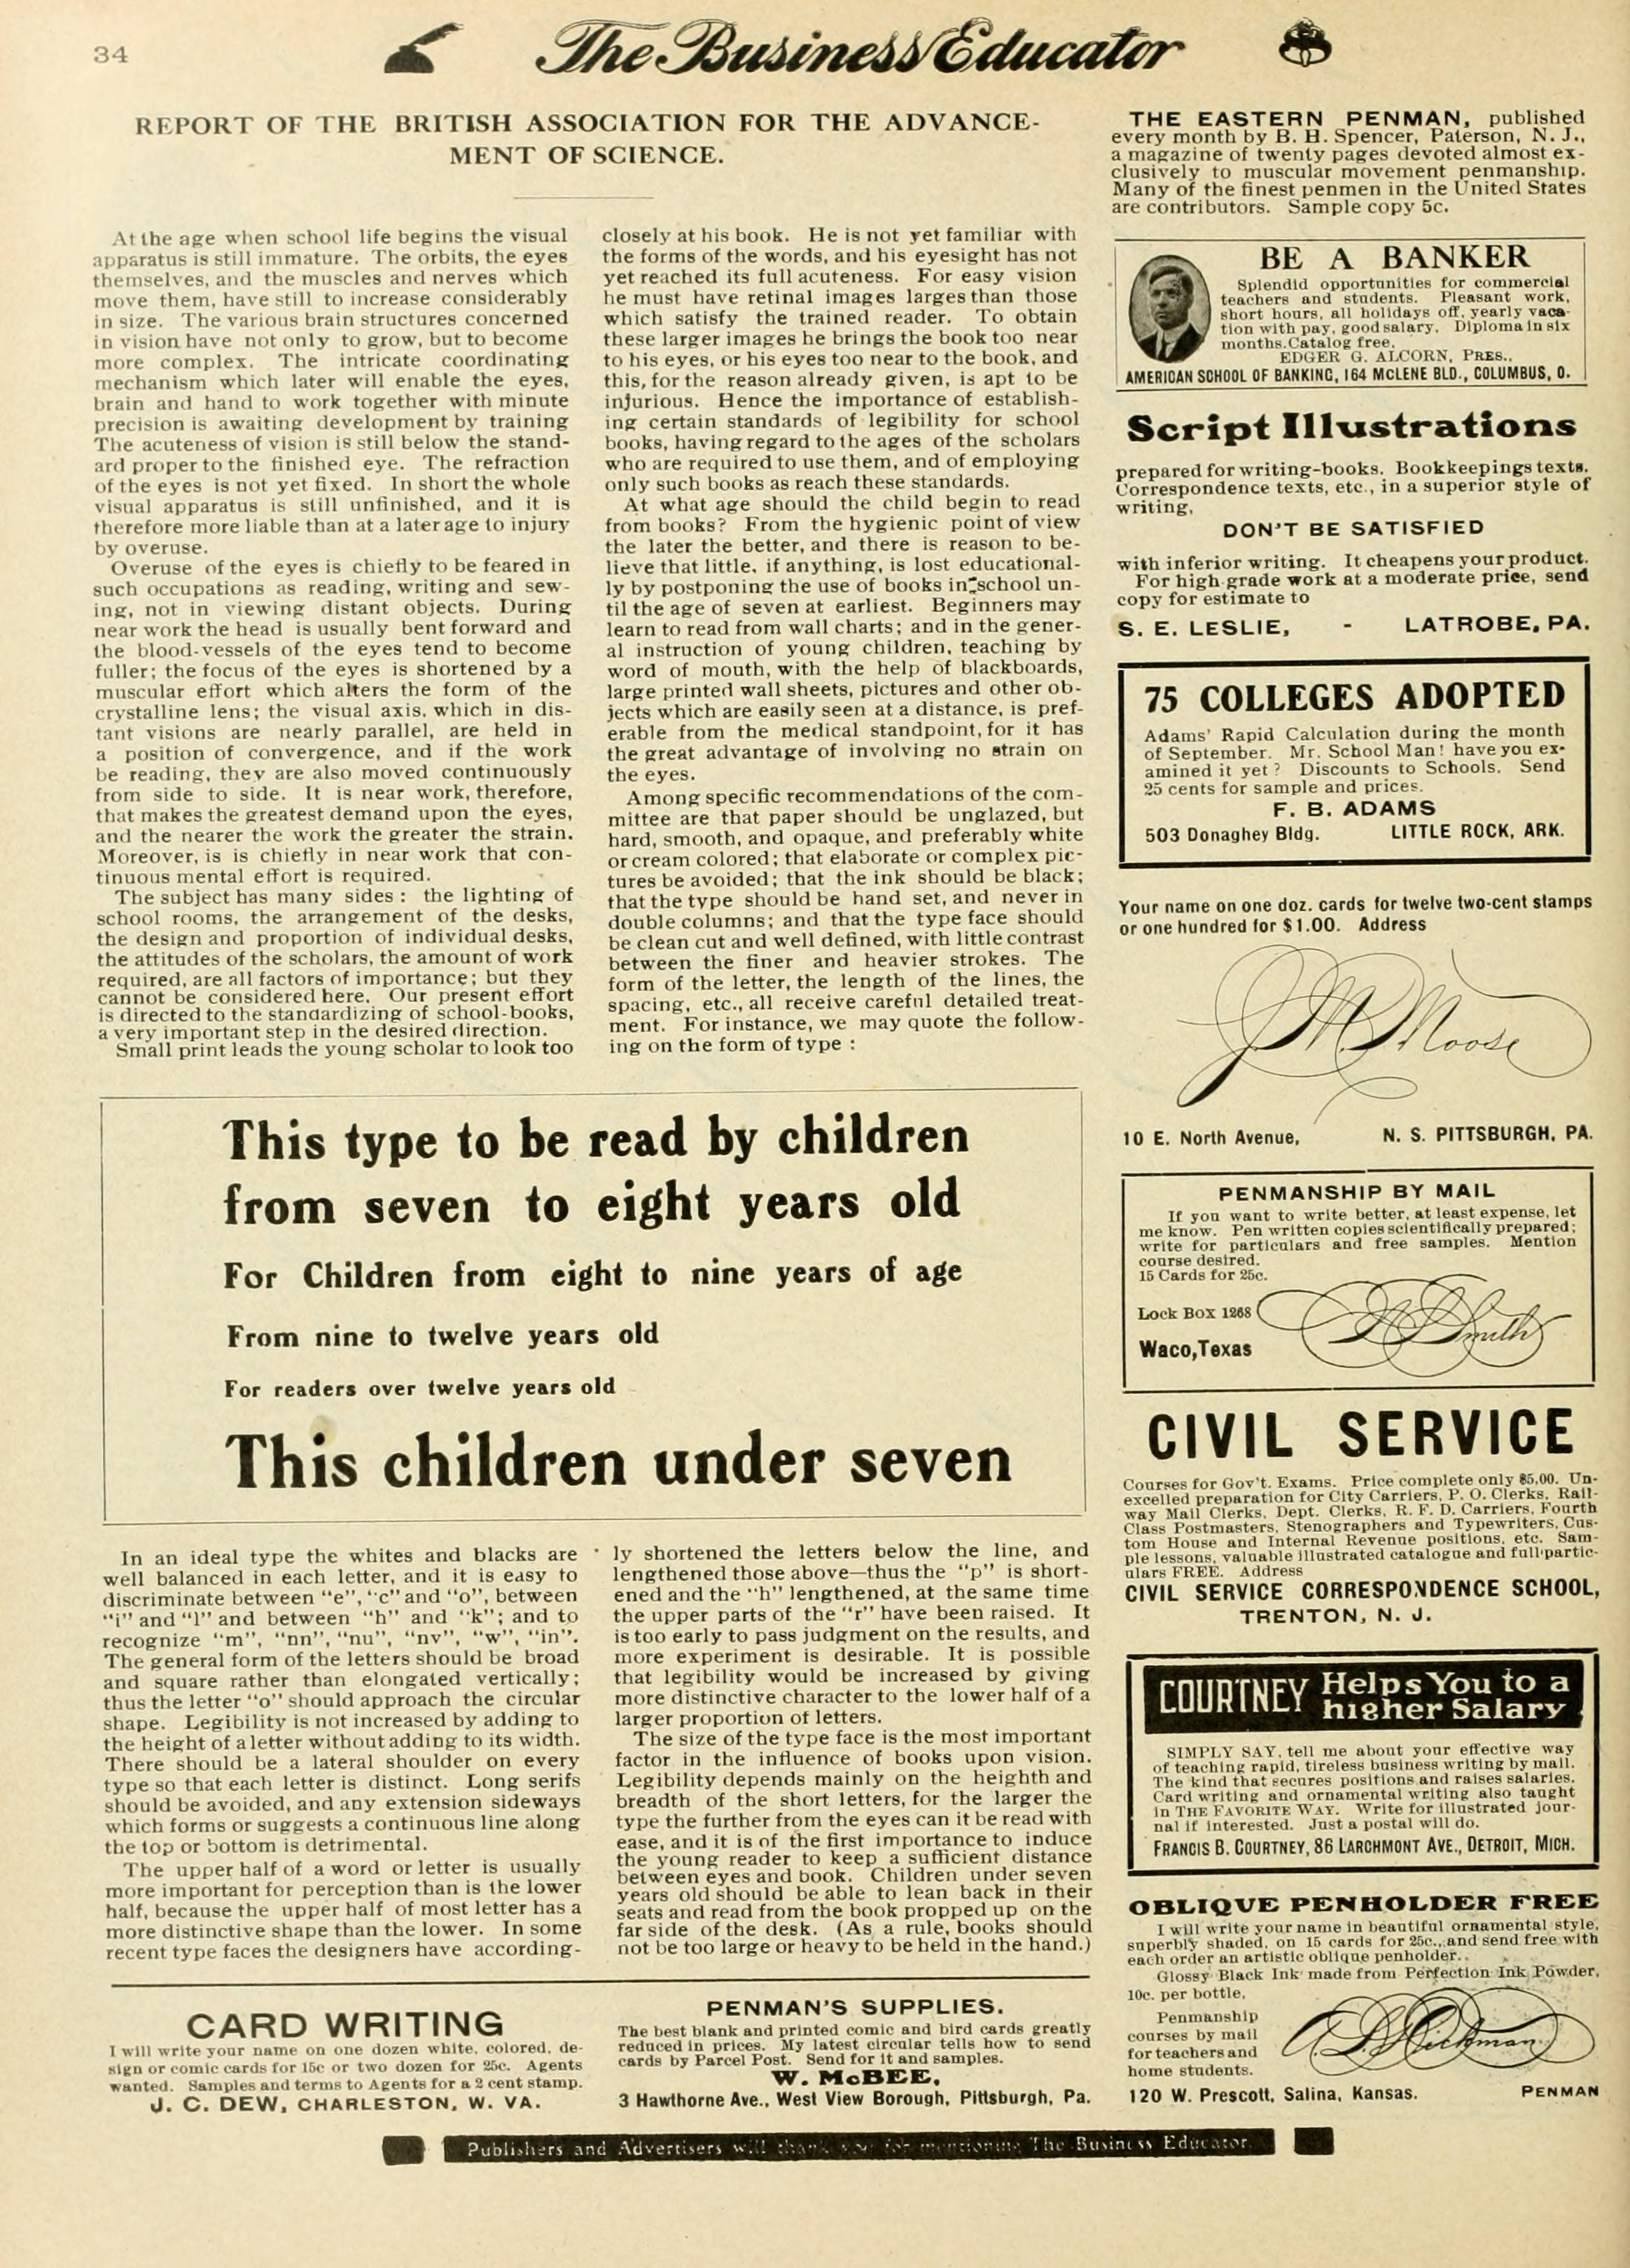 34
The Business Educator
REPORT OF THE BRITISH ASSOCIATION FOR THE ADVANCE-
MENT OF SCIENCE.
At the age when school life begins the visual
apparatus is still immature. The orbits, the eyes
themselves, and the muscles and nerves which
move them, have still to increase considerably
in size. The various brain structures concerned
in vision have not only to grow, but to become
more complex. The intricate coordinating
mechanism which later will enable the eyes,
brain and hand to work together with minute
precision is awaiting development by training
The acuteness of vision is still below the stand-
ard proper to the finished eye. The refraction
of the eyes is not yet fixed. In short the whole
visual apparatus is still unfinished, and it is
therefore more liable than at a later age to injury
by overuse.
Overuse of the eyes is chiefly to be feared in
such occupations as reading, writing and sew-
ing, not in viewing distant objects. During
near work the head is usually bent forward and
the blood-vessels of the eyes tend to become
fuller; the focus of the eyes is shortened by a
muscular effort which alters the form of the
crystalline lens; the visual axis, which in dis-
tant visions are nearly parallel, are held in
a position of convergence, and if the work
be reading, they are also moved continuously
from side to side. It is near work, therefore,
that makes the greatest demand upon the eyes,
and the nearer the work the greater the strain.
Moreover, is is chiefly in near work that con-
tinuous mental effort is required.
The subject has many sides: the lighting of
school rooms, the arrangement of the desks,
the design and proportion of individual desks,
the attitudes of the scholars, the amount of work
required, are all factors of importance; but they
cannot be considered here. Our present effort
is directed to the standardizing of school-books,
a very important step in the desired direction.
Small print leads the young scholar to look too
closely at his book. He is not yet familiar with
the forms of the words, and his eyesight has not
yet reached its full acuteness. For easy vision
he must have retinal images larges than those
which satisfy the trained reader. To obtain
these larger images he brings the book too near
to his eyes, or his eyes too near to the book, and
this, for the reason already given, is apt to be
injurious. Hence the importance of establish-
ing certain standards of legibility for school
books, having regard to the ages of the scholars
who are required to use them, and of employing
only such books as reach these standards.
At what age should the child begin to read
from books? From the hygienic point of view
the later the better, and there is reason to be-
lieve that little, if anything, is lost educational-
ly by postponing the use of books in school un-
til the age of seven at earliest. Beginners may
learn to read from wall charts; and in the gener-
al instruction of young children, teaching by
word of mouth, with the help of blackboards,
large printed wall sheets, pictures and other ob-
jects which are easily seen at a distance, is pref-
erable from the medical standpoint, for it has
the great advantage of involving no strain on
the eyes.
Among specific recommendations of the com-
mittee are that paper should be unglazed, but
hard, smooth, and opaque, and preferably white
or cream colored; that elaborate or complex pic-
tures be avoided; that the ink should be black;
that the type should be hand set, and never in
double columns; and that the type face should
be clean cut and well defined, with little contrast
between the finer and heavier strokes. The
form of the letter, the length of the lines, the
spacing, etc., all receive careful detailed treat-
ment. For instance, we may quote the follow-
ing on the form of type:
This type to be read by children
from seven to eight years old
For Children from eight to nine years of age
From nine to twelve years old
For readers over twelve years old
This children under seven
In an ideal type the whites and blacks are
well balanced in each letter, and it is easy to
discriminate between "e", "c" and "o", between
"i" and "l" and between "h" and "k"; and to
recognize "m", "nn", "nu", "nv", "w", "in".
The general form of the letters should be broad
and square rather than elongated vertically;
thus the letter "o" should approach the circular
shape. Legibility is not increased by adding to
the height of a letter without adding to its width.
There should be a lateral shoulder on every
type so that each letter is distinct. Long serifs
should be avoided, and any extension sideways
which forms or suggests a continuous line along
the top or bottom is detrimental.
The upper half of a word or letter is usually
more important for perception than is the lower
half, because the upper half of most letter has a
more distinctive shape than the lower. In some
recent type faces the designers have according-
ly shortened the letters below the line, and
lengthened those above—thus the "p" is short-
ened and the "h" lengthened, at the same time
the upper parts of the "r" have been raised. It
is too early to pass judgment on the results, and
more experiment is desirable. It is possible
that legibility would be increased by giving
more distinctive character to the lower half of a
larger proportion of letters.
The size of the type face is the most important
factor in the influence of books upon vision.
Legibility depends mainly on the heighth and
breadth of the short letters, for the larger the
type the further from the eyes can it be read with
ease, and it is of the first importance to induce
the young reader to keep a sufficient distance
between eyes and book. Children under seven
years old should be able to lean back in their
seats and read from the book propped up on the
far side of the desk. (As a rule, books should
not be too large or heavy to be held in the hand.)
CARD WRITING
I will write your name on one dozen white, colored, de-
sign or comic cards for 15c or two dozen for 25c. Agents
wanted. Samples and terms to Agents for a 2 cent stamp.
J. C. DEW, CHARLESTON, W. VA.
PENMAN'S SUPPLIES.
The best blank and printed comic and bird cards greatly
reduced in prices. My latest circular tells how to send
cards by Parcel Post. Send for it and samples.
W. McBEE,
3 Hawthorne Ave., West View Borough, Pittsburgh, Pa.
THE EASTERN PENMAN, published
every month by B. H. Spencer, Paterson, N. J.,
a magazine of twenty pages devoted almost ex-
clusively to muscular movement penmanship.
Many of the finest penmen in the United States
are contributors. Sample copy 5c.
BE A BANKER
Splendid opportunities for commercial
teachers and students. Pleasant work,
short hours, all holidays off, yearly vaca-
tion with pay, good salary. Diploma in six
months. Catalog free.
EDGER G. ALCORN, PRES.,
AMERICAN SCHOOL OF BANKING, 164 MCLENE BLD., COLUMBUS, O.
Script Illustrations
prepared for writing-books. Bookkeepings texts.
Correspondence texts, etc., in a superior style of
writing,
DON'T BE SATISFIED
with inferior writing. It cheapens your product.
For high grade work at a moderate price, send
copy for estimate to
S. E. LESLIE, - LATROBE, PA.
75 COLLEGES ADOPTED
Adams' Rapid Calculation during the month
of September. Mr. School Man! have you ex-
amined it yet? Discounts to Schools. Send
25 cents for sample and prices.
F. B. ADAMS
503 Donaghey Bldg. LITTLE ROCK, ARK.
Your name on one doz. cards for twelve two-cent stamps
or one hundred for $1.00. Address
J. M. Moose
10 E. North Avenue, N. S. PITTSBURGH, PA.
PENMANSHIP BY MAIL
If you want to write better, at least expense, let
me know. Pen written copies scientifically prepared;
write for particulars and free samples. Mention
course desired.
15 Cards for 25c.
Lock Box 1268
Smith
Waco, Texas
CIVIL SERVICE
Courses for Gov't. Exams. Price complete only $5.00. Un-
excelled preparation for City Carriers, P. O. Clerks, Rail-
way Mail Clerks, Dept. Clerks, R. F. D. Carriers, Fourth
Class Postmasters, Stenographers and Typewriters, Cus-
tom House and Internal Revenue positions, etc. Sam-
ple lessons, valuable illustrated catalogue and full partic-
ulars FREE. Address
CIVIL SERVICE CORRESPONDENCE SCHOOL,
TRENTON, N. J.
COURTNEY Helps You to a
higher Salary
SIMPLY SAY, tell me about your effective way
of teaching rapid, tireless business writing by mail.
The kind that secures positions and raises salaries.
Card writing and ornamental writing also taught
in THE FAVORITE WAY. Write for illustrated jour-
nal if interested. Just a postal will do.
FRANCIS B. COURTNEY, 86 LARCHMONT AVE., DETROIT, MICH.
OBLIQUE PENHOLDER FREE
I will write your name in beautiful ornamental style,
superbly shaded, on 15 cards for 25c., and send free with
each order an artistic oblique penholder.
Glossy Black Ink made from Perfection Ink Powder,
10c. per bottle.
Penmanship
courses by mail
for teachers and
home students.
Hickman
120 W. Prescott, Salina, Kansas. PENMAN
Publishers and Advertisers will thank you for mentioning The Business Educator.